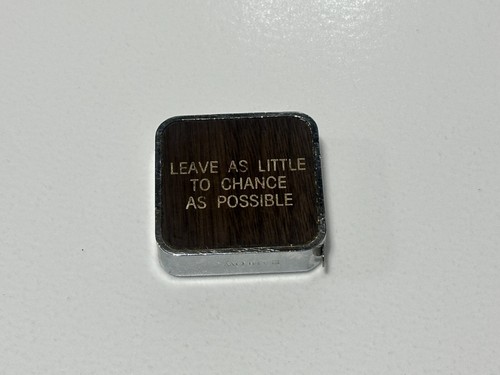 LEAVE AS LITTLE
TO CHANCE
AS POSSIBLE